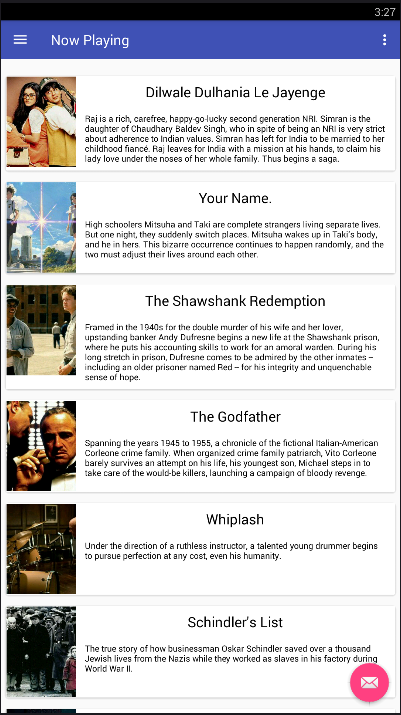 3:27
Now Playing
Dilwale Dulhania Le Jayenge
Raj is a rich, carefree, happy-go-lucky second generation NRI. Simran is the
daughter of Chaudhary Baldev Singh, who in spite of being an NRI is very strict
about adherence to Indian values. Simran has left for India to be married to her
childhood fiancé. Raj leaves for India with a mission at his hands, to claim his
lady love under the noses of her whole family. Thus begins a saga.
Your Name.
High schoolers Mitsuha and Taki are complete strangers living separate lives.
But one night, they suddenly switch places. Mitsuha wakes up in Taki's body,
and he in hers. This bizarre occurrence continues to happen randomly, and the
two must adjust their lives around each other.
The Shawshank Redemption
Framed in the 1940s for the double murder of his wife and her lover,
upstanding banker Andy Dufresne begins a new life at the Shawshank prison,
where he puts his accounting skills to work for an amoral warden. During his
long stretch in prison, Dufresne comes to be admired by the other inmates --
including an older prisoner named Red -- for his integrity and unquenchable
sense of hope.
The Godfather
Spanning the years 1945 to 1955, a chronicle of the fictional Italian-American
Corleone crime family. When organized crime family patriarch, Vito Corleone
barely survives an attempt on his life, his youngest son, Michael steps in to
take care of the would-be killers, launching a campaign of bloody revenge.
Whiplash
Under the direction of a ruthless instructor, a talented young drummer begins
to pursue perfection at any cost, even his humanity.
Schindler's List
The true story of how businessman Oskar Schindler saved over a thousand
Jewish lives from the Nazis while they worked as slaves in his factory during
World War II.